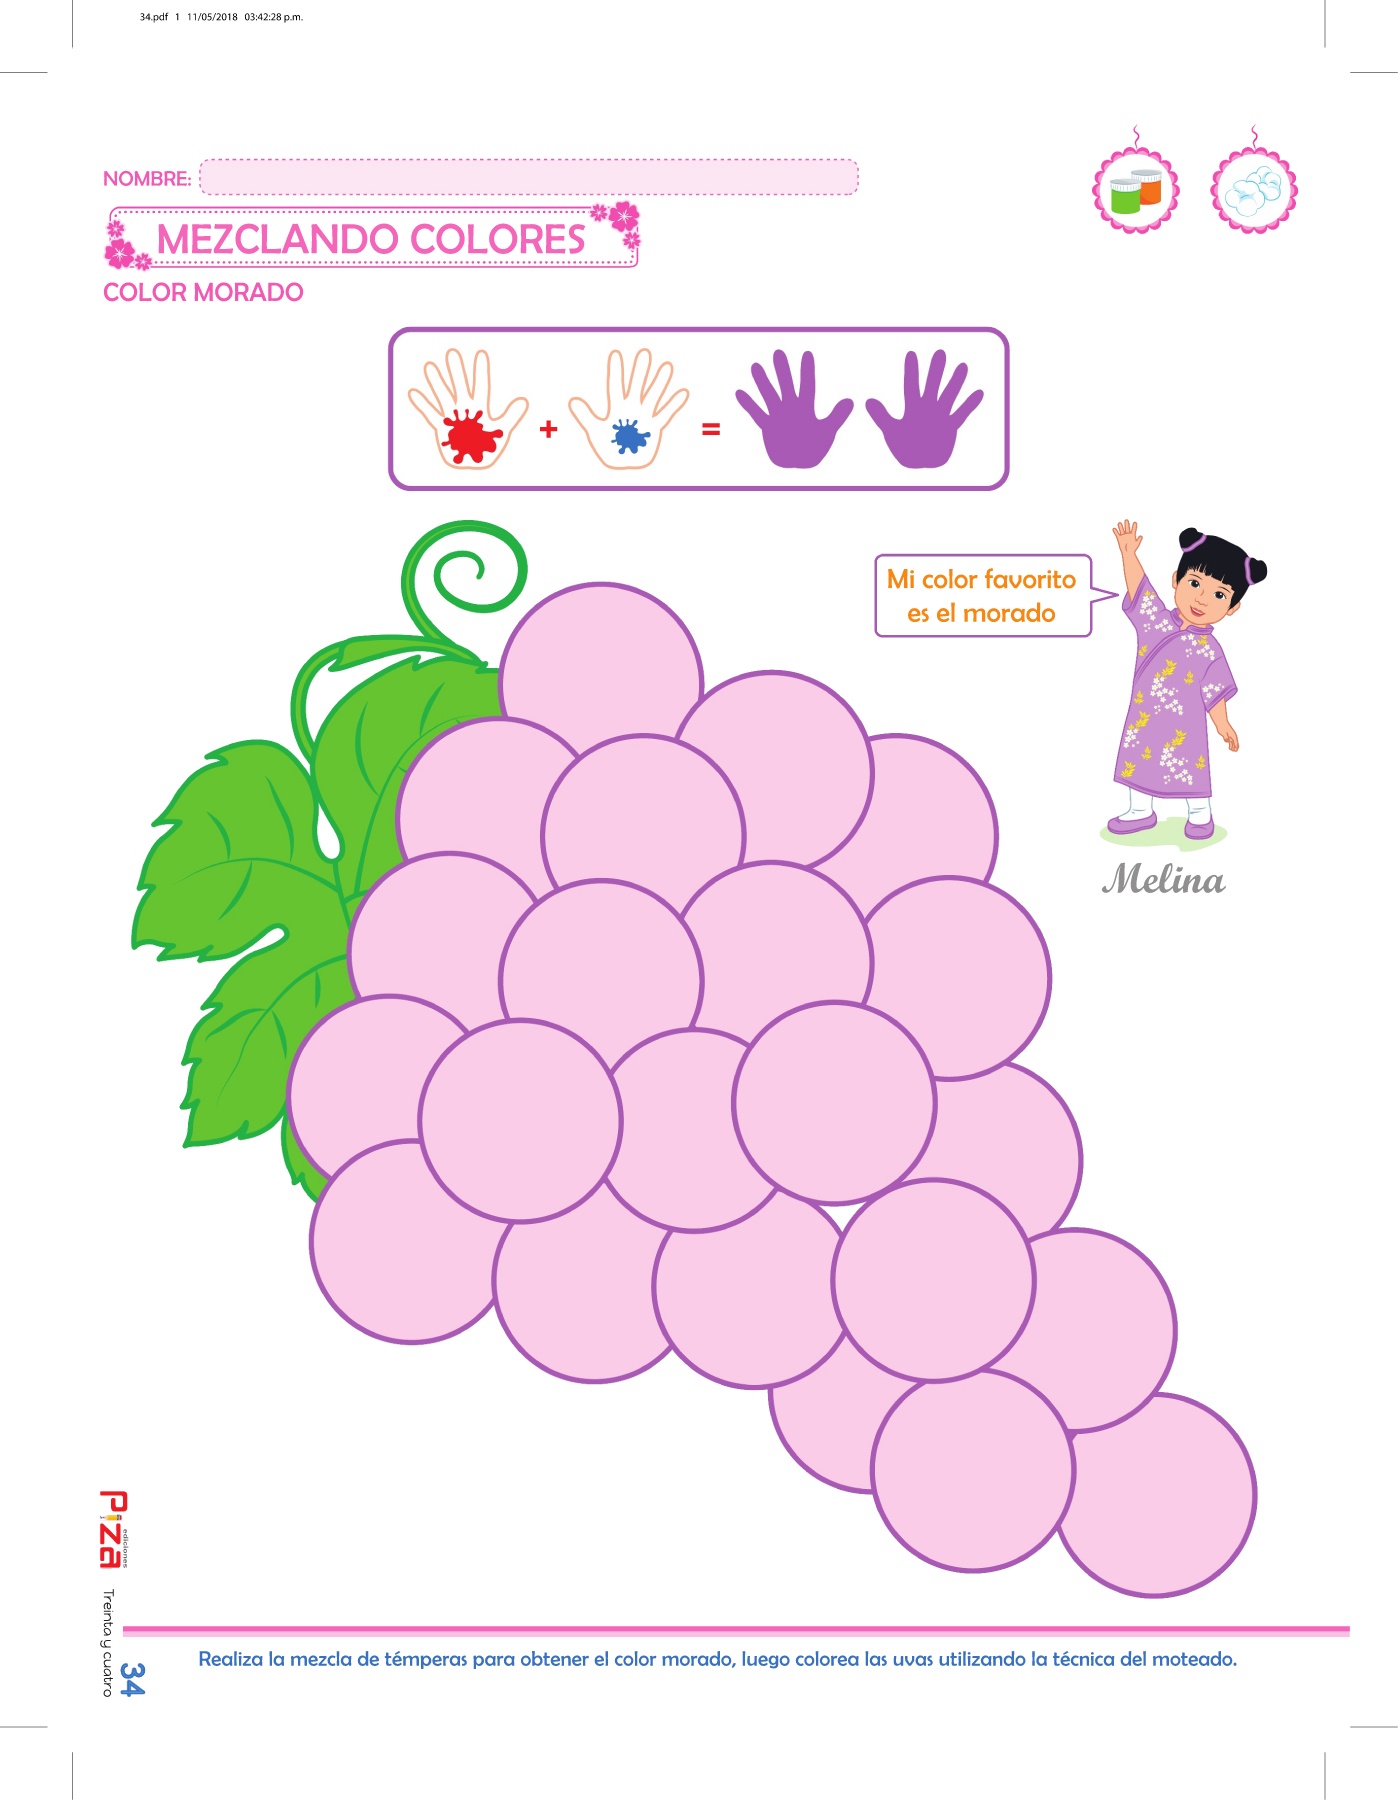 34.pdf 1 11/05/2018 03:42:28 p.m.
NOMBRE:
MEZCLANDO COLORES
COLOR MORADO
+ =
Mi color favorito
es el morado
Melina
Piza
ediciones
Treinta y cuatro
34
Realiza la mezcla de témperas para obtener el color morado, luego colorea las uvas utilizando la técnica del moteado.